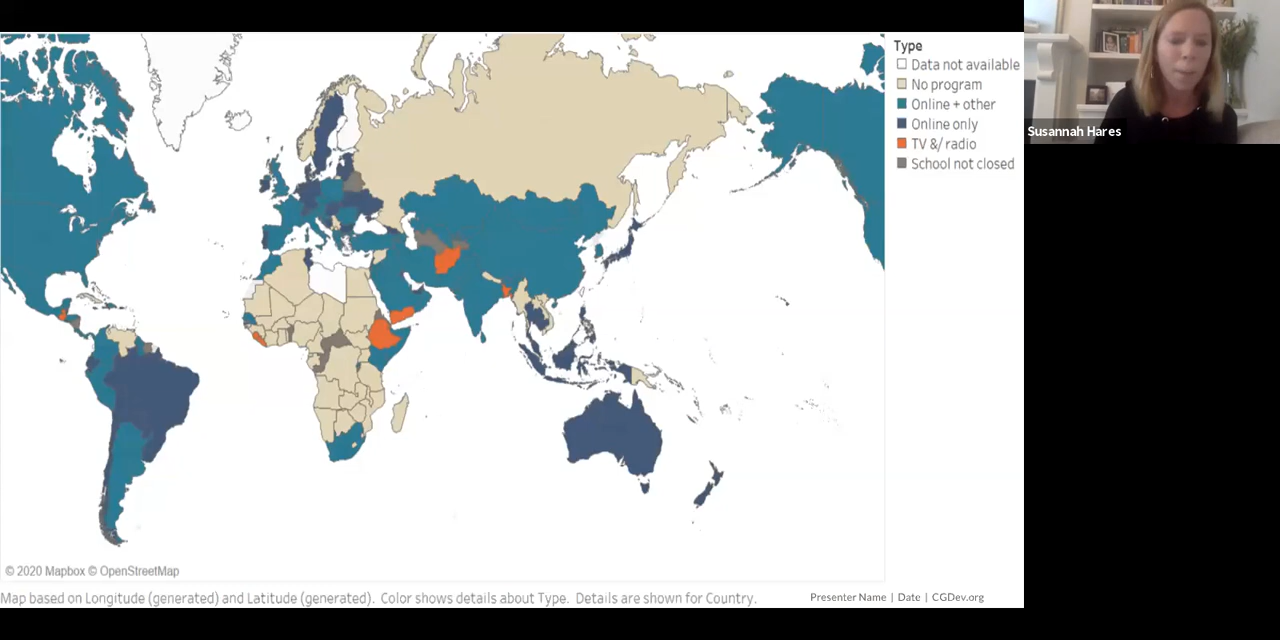 Type
Data not available
No program
Online + other
Online only
TV &/ radio
School not closed
Susannah Hares
© 2020 Mapbox © OpenStreetMap
Map based on Longitude (generated) and Latitude (generated). Color shows details about Type. Details are shown for Country.
Presenter Name | Date | CGDev.org